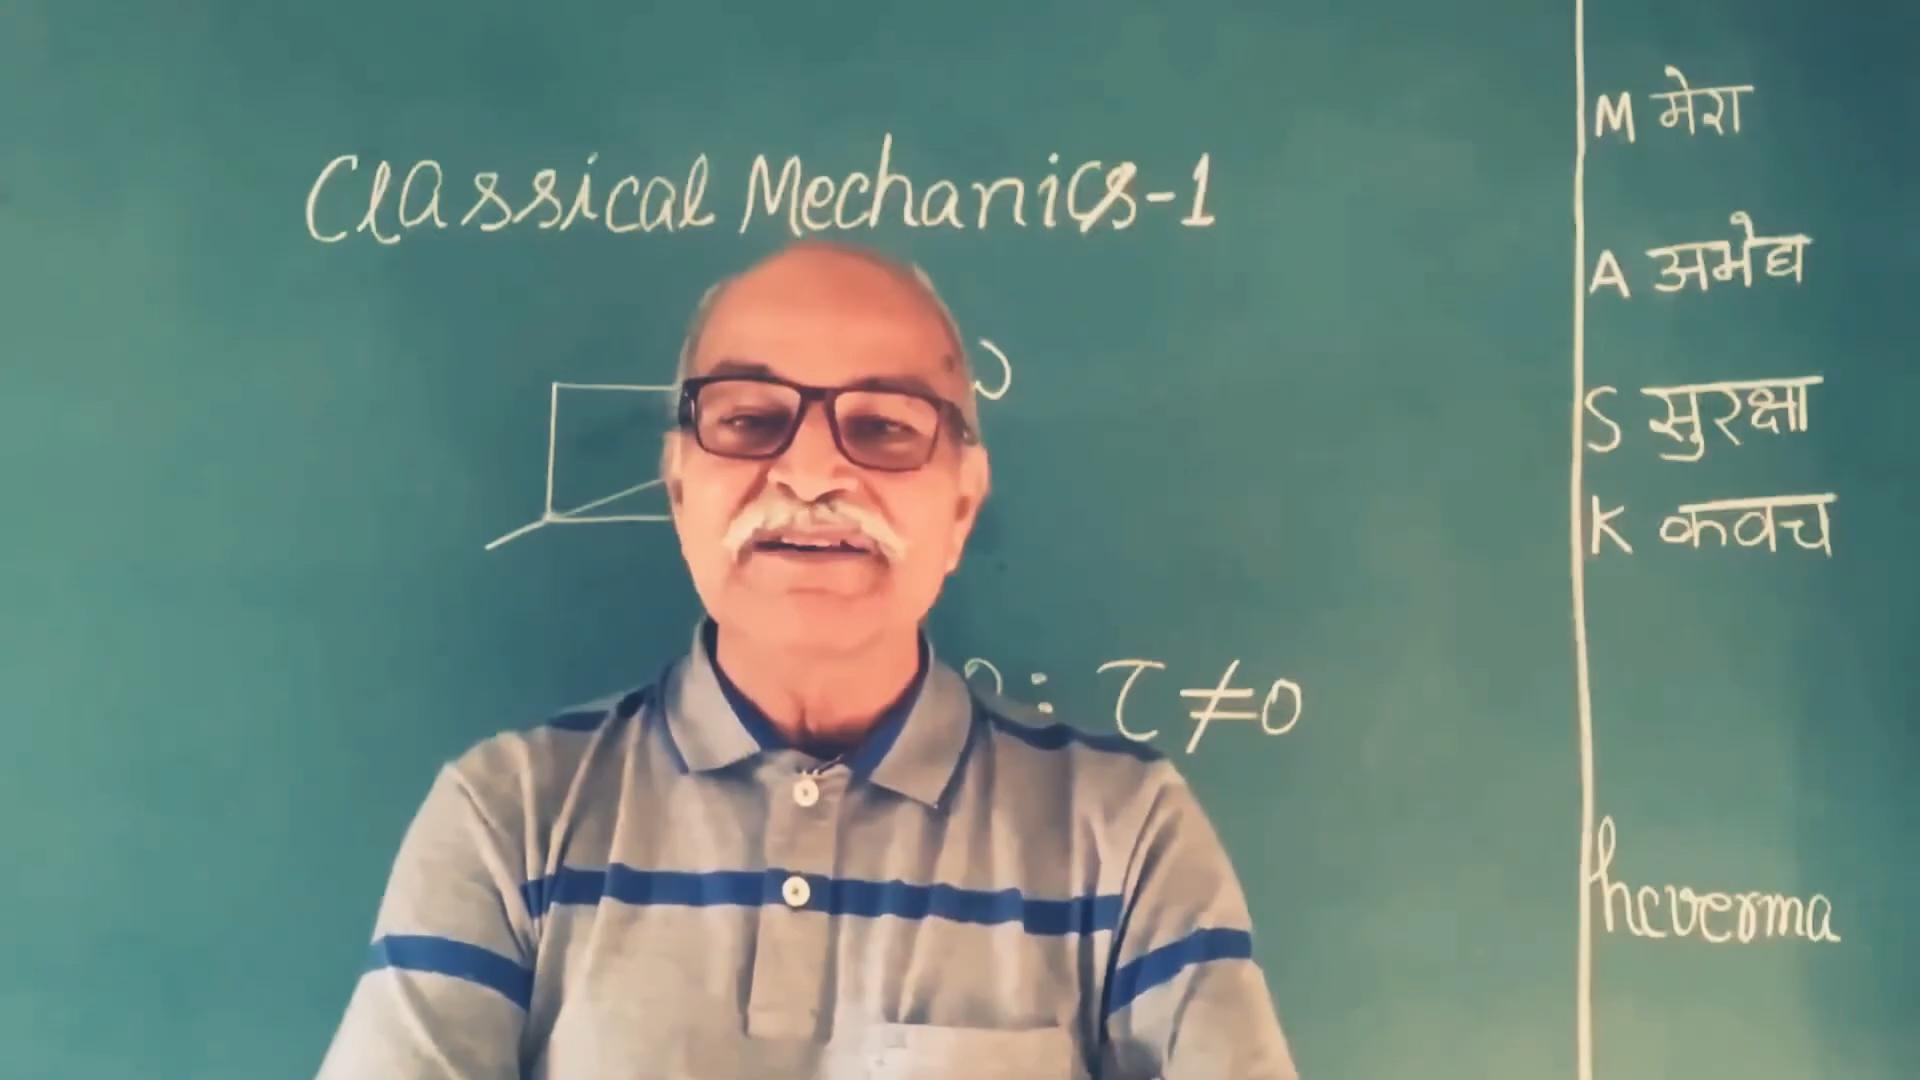 Classical Mechanics-1
ω
: τ ≠ 0
M मेरा
A अभेद्य
S सुरक्षा
K कवच
hcverma